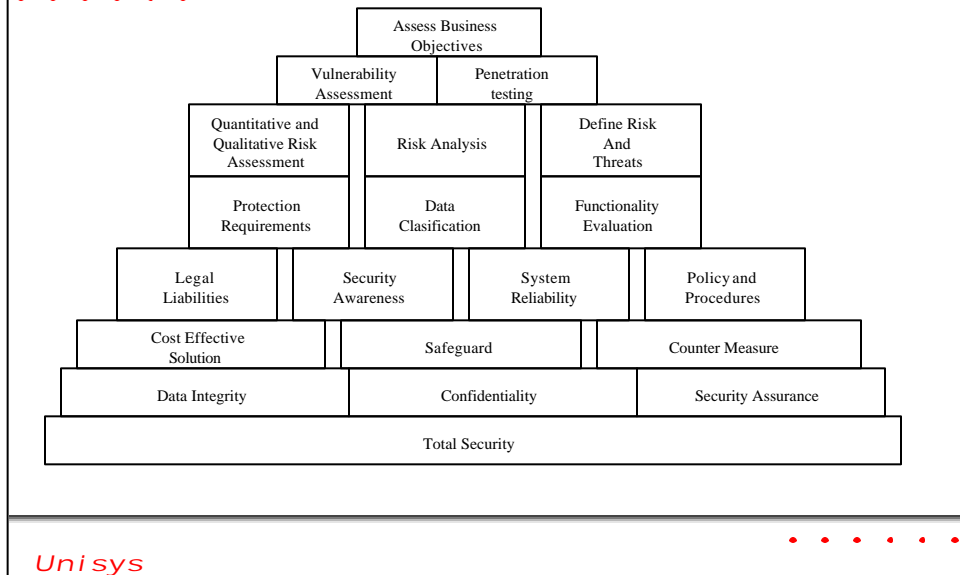 Assess Business
Objectives
Vulnerability
Assessment
Penetration
testing
Quantitative and
Qualitative Risk
Assessment
Risk Analysis
Define Risk
And
Threats
Protection
Requirements
Data
Clasification
Functionality
Evaluation
Legal
Liabilities
Security
Awareness
System
Reliability
Policy and
Procedures
Cost Effective
Solution
Safeguard
Counter Measure
Data Integrity
Confidentiality
Security Assurance
Total Security
Unisys